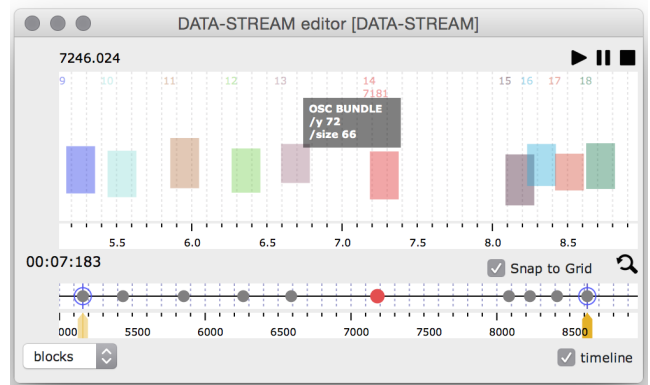 DATA-STREAM editor [DATA-STREAM]
7246.024
9 10 11 12 13 14 15 16 17 18
7181
OSC BUNDLE
/y 72
/size 66
5.5 6.0 6.5 7.0 7.5 8.0 8.5
00:07:183
Snap to Grid
000 5500 6000 6500 7000 7500 8000 8500
blocks
timeline